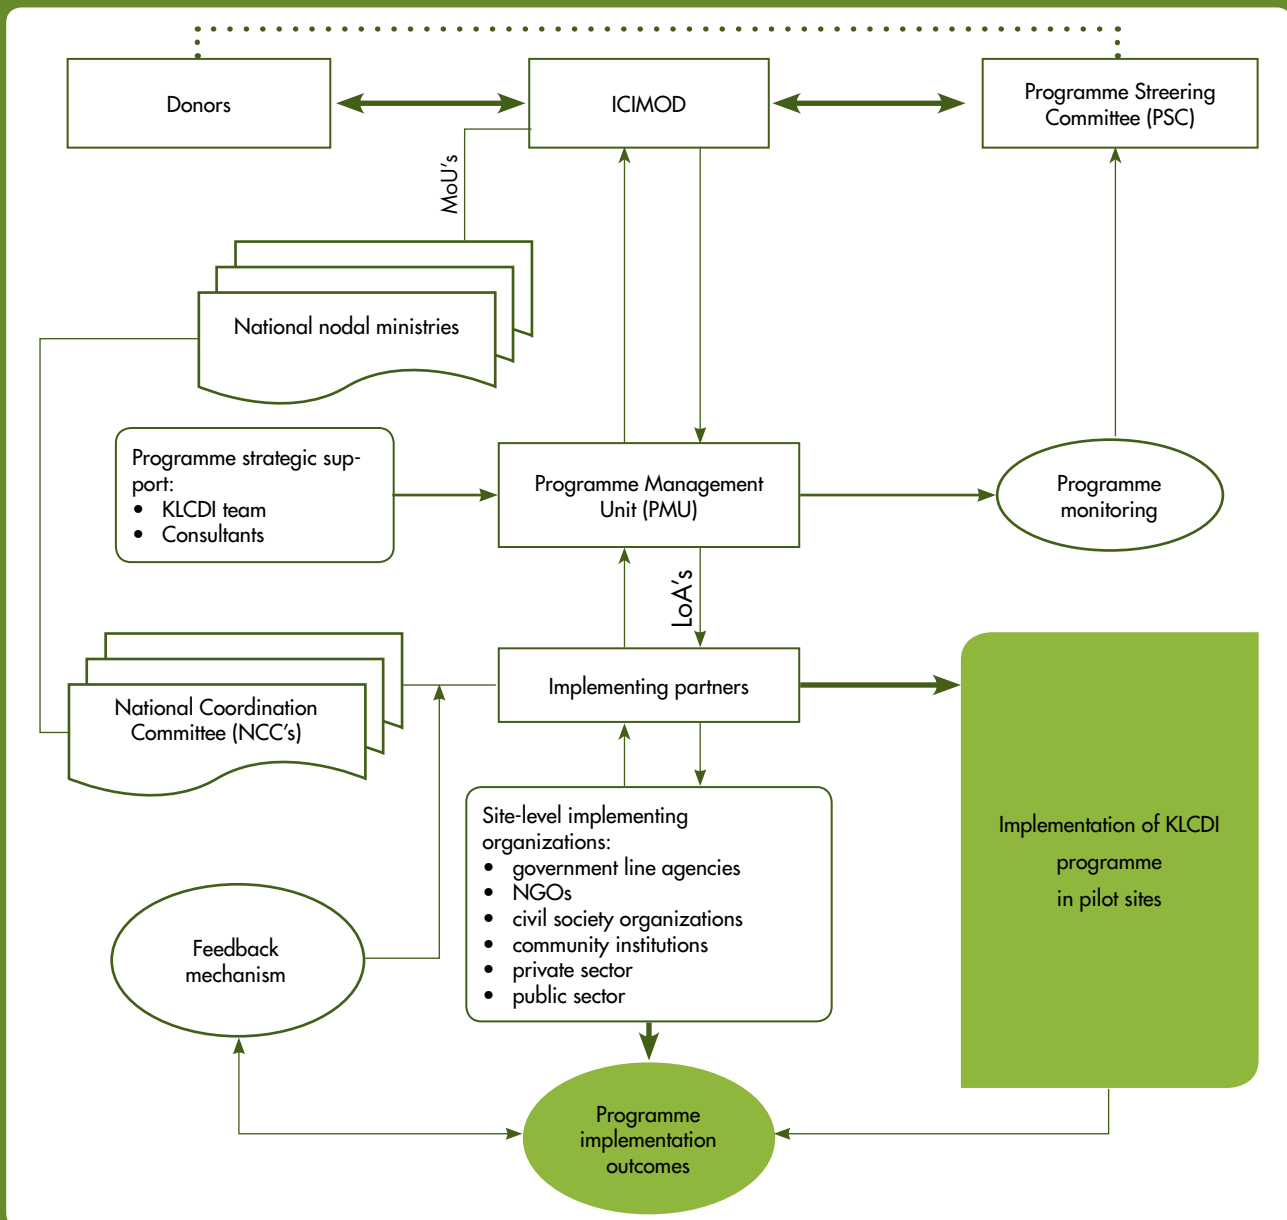 Donors
ICIMOD
Programme Streering
Committee (PSC)
MoU's
National nodal ministries
Programme strategic sup-
port:
• KLCDI team
• Consultants
Programme Management
Unit (PMU)
Programme
monitoring
LoA's
National Coordination
Committee (NCC's)
Implementing partners
Site-level implementing
organizations:
• government line agencies
• NGOs
• civil society organizations
• community institutions
• private sector
• public sector
Implementation of KLCDI
programme
in pilot sites
Feedback
mechanism
Programme
implementation
outcomes